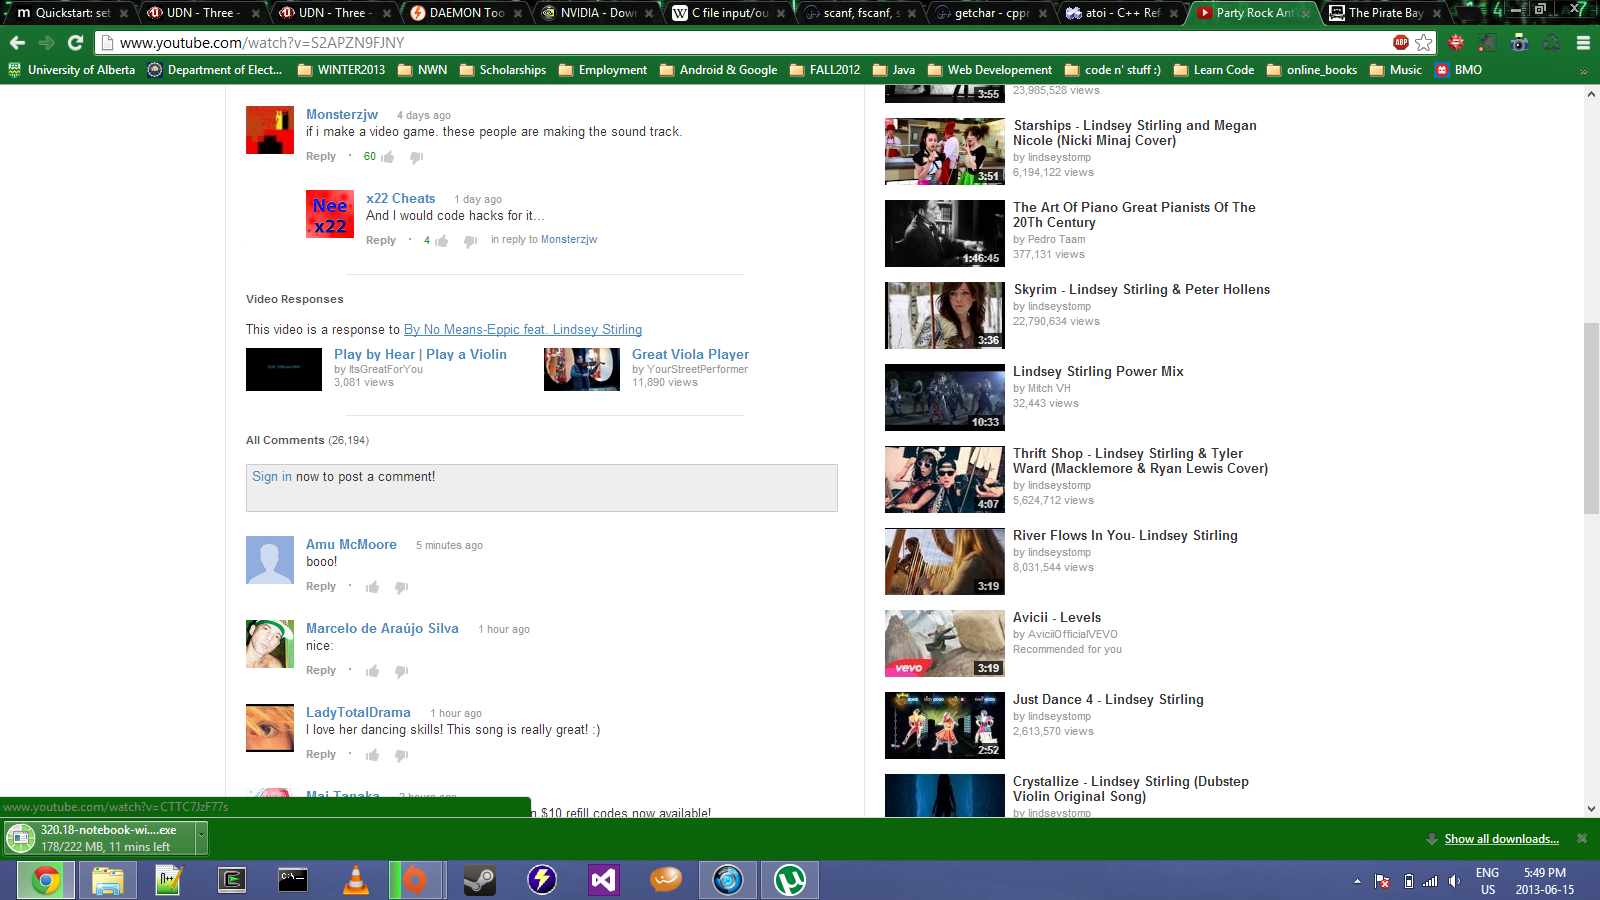 Quickstart: set
UDN - Three -
UDN - Three -
DAEMON Too
NVIDIA - Down
C file input/ou
scanf, fscanf, s
getchar - cppr
atoi - C++ Ref
Party Rock Ant
The Pirate Bay
www.youtube.com/watch?v=S2APZN9FJNY
ABP
University of Alberta
Department of Elect...
WINTER2013
NWN
Scholarships
Employment
Android & Google
FALL2012
Java
Web Developement
code n' stuff :)
Learn Code
online_books
Music
BMO
»
Monsterzjw 4 days ago
if i make a video game. these people are making the sound track.
Reply · 60
Nee
x22
x22 Cheats 1 day ago
And I would code hacks for it...
Reply · 4 in reply to Monsterzjw
Video Responses
This video is a response to By No Means-Eppic feat. Lindsey Stirling
Play by Hear | Play a Violin
by ItsGreatForYou
3,081 views
Great Viola Player
by YourStreetPerformer
11,890 views
All Comments (26,194)
Sign in now to post a comment!
Amu McMoore 5 minutes ago
booo!
Reply ·
Marcelo de Araújo Silva 1 hour ago
nice:
Reply ·
LadyTotalDrama 1 hour ago
I love her dancing skills! This song is really great! :)
Reply ·
Mai Tanaka 2 hours ago
n $10 refill codes now available!
3:55
23,985,528 views
3:51
Starships - Lindsey Stirling and Megan
Nicole (Nicki Minaj Cover)
by lindseystomp
6,194,122 views
1:46:45
The Art Of Piano Great Pianists Of The
20Th Century
by Pedro Taam
377,131 views
3:36
Skyrim - Lindsey Stirling & Peter Hollens
by lindseystomp
22,790,634 views
10:33
Lindsey Stirling Power Mix
by Mitch VH
32,443 views
4:07
Thrift Shop - Lindsey Stirling & Tyler
Ward (Macklemore & Ryan Lewis Cover)
by lindseystomp
5,624,712 views
3:19
River Flows In You- Lindsey Stirling
by lindseystomp
8,031,544 views
vevo
3:19
Avicii - Levels
by AviciiOfficialVEVO
Recommended for you
2:52
Just Dance 4 - Lindsey Stirling
by lindseystomp
2,613,570 views
Crystallize - Lindsey Stirling (Dubstep
Violin Original Song)
by lindseystomp
www.youtube.com/watch?v=CTTC7JzF77s
320.18-notebook-wi....exe
178/222 MB, 11 mins left
Show all downloads...
ENG
US
5:49 PM
2013-06-15